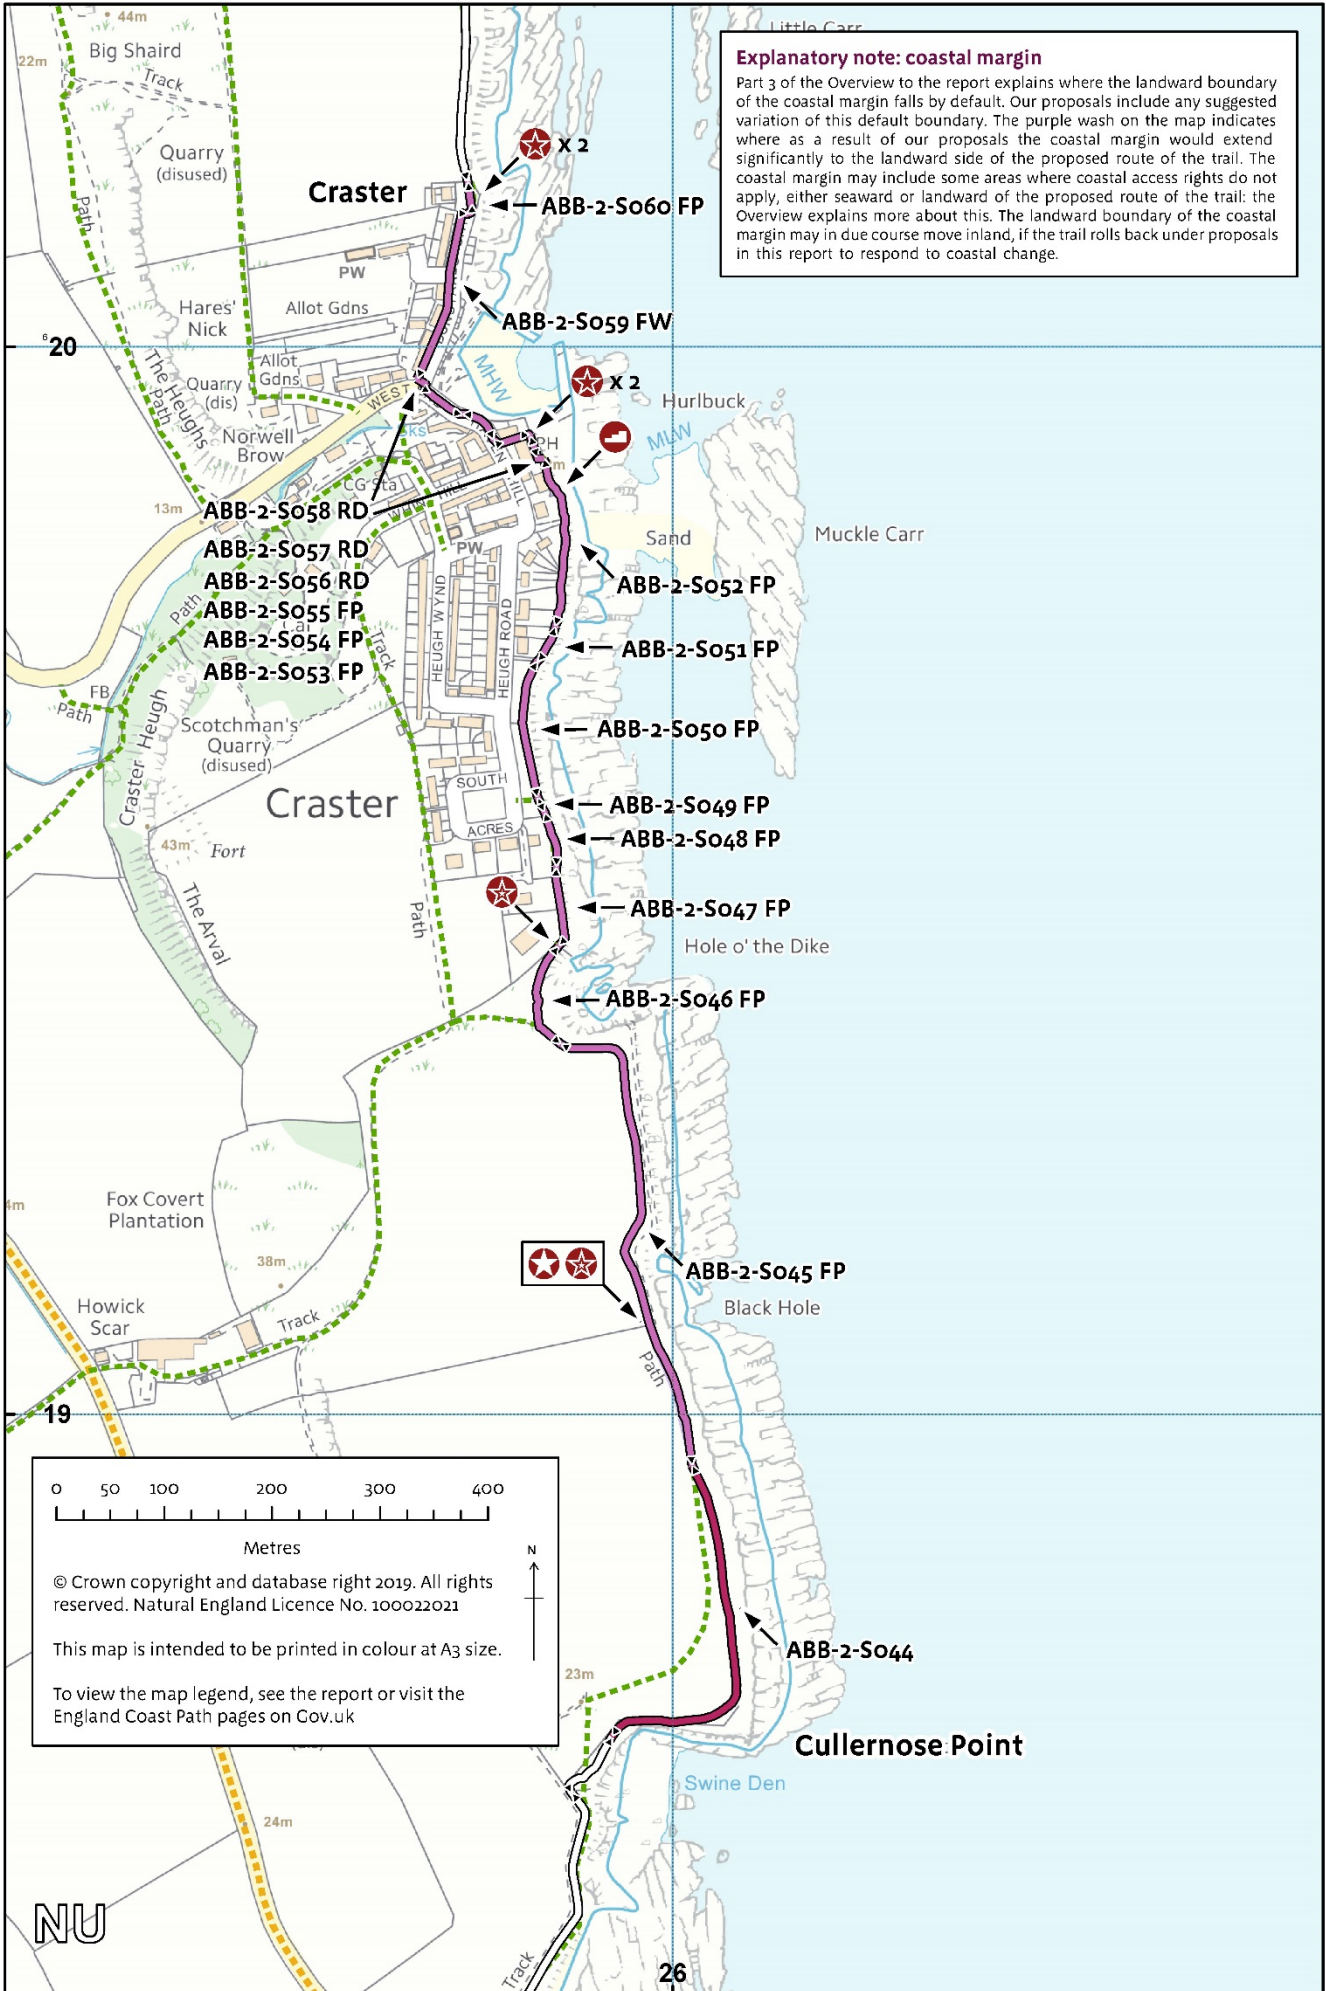 44m
Little Carr
Big Shaird
22m
Track
Explanatory note: coastal margin
Part 3 of the Overview to the report explains where the landward boundary
of the coastal margin falls by default. Our proposals include any suggested
variation of this default boundary. The purple wash on the map indicates
where as a result of our proposals the coastal margin would extend
significantly to the landward side of the proposed route of the trail. The
coastal margin may include some areas where coastal access rights do not
apply, either seaward or landward of the proposed route of the trail: the
Overview explains more about this. The landward boundary of the coastal
margin may in due course move inland, if the trail rolls back under proposals
in this report to respond to coastal change.
Quarry
(disused)
x 2
Craster
ABB-2-S060 FP
Path
PW
Hares'
Nick
Allot Gdns
ABB-2-S059 FW
⁶20
The Heughs
Path
Allot
Gdns
MHW
Quarry
(dis)
WEST
x 2
Hurlbuck
Norwell
Brow
PH
MLW
HILL
CG Sta
WHIN HILL
13m
ABB-2-S058 RD
Sand
Muckle Carr
ABB-2-S057 RD
PW
ABB-2-S056 RD
ABB-2-S052 FP
Path
ABB-2-S055 FP
ABB-2-S054 FP
ABB-2-S053 FP
Track
HEUGH WYND
HEUGH ROAD
ABB-2-S051 FP
FB
Path
Craster Heugh
Scotchman's
Quarry
(disused)
ABB-2-S050 FP
SOUTH
ACRES
Craster
ABB-2-S049 FP
ABB-2-S048 FP
43m
Fort
The Arval
Path
ABB-2-S047 FP
Hole o' the Dike
ABB-2-S046 FP
Fox Covert
Plantation
4m
38m
ABB-2-S045 FP
Black Hole
Howick
Scar
Track
Path
19
0 50 100 200 300 400
Metres
N
© Crown copyright and database right 2019. All rights
reserved. Natural England Licence No. 100022021
This map is intended to be printed in colour at A3 size.
To view the map legend, see the report or visit the
England Coast Path pages on Gov.uk
ABB-2-S044
23m
Cullernose Point
Swine Den
24m
NU
Track
26